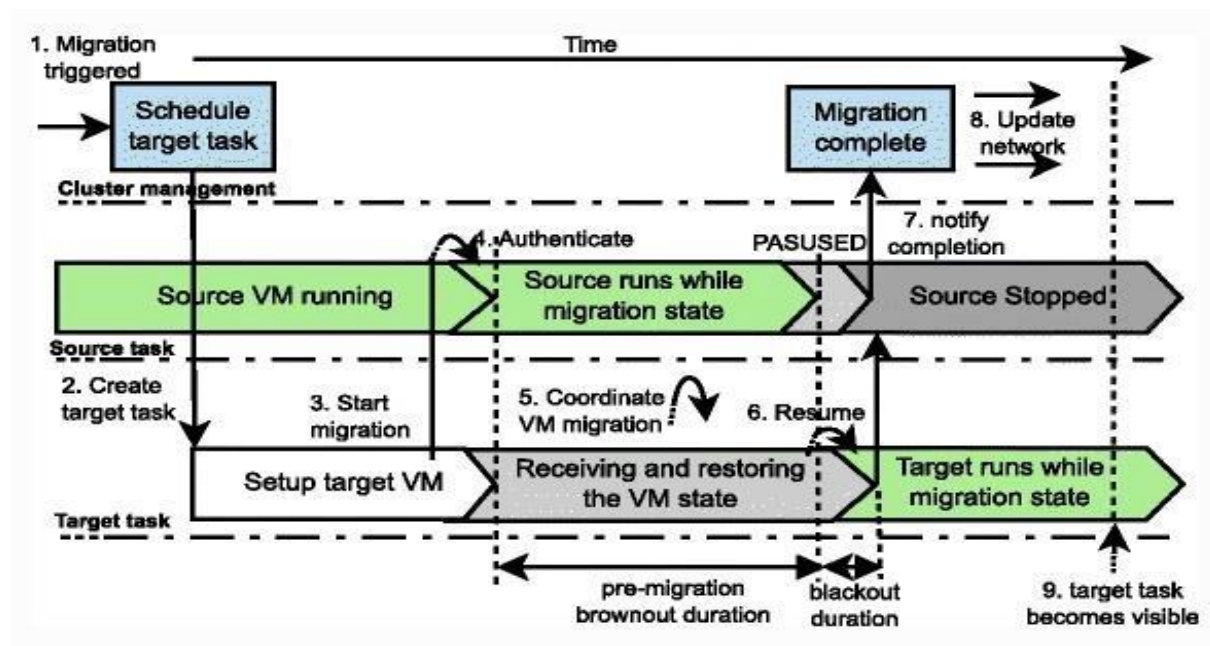 1. Migration
triggered
Time
Schedule
target task
Migration
complete
8. Update
network
Cluster management
4. Authenticate
PASUSED
7. notify
completion
Source VM running
Source runs while
migration state
Source Stopped
Source task
2. Create
target task
3. Start
migration
5. Coordinate
VM migration
6. Resume
Setup target VM
Receiving and restoring
the VM state
Target runs while
migration state
Target task
pre-migration
brownout duration
blackout
duration
9. target task
becomes visible